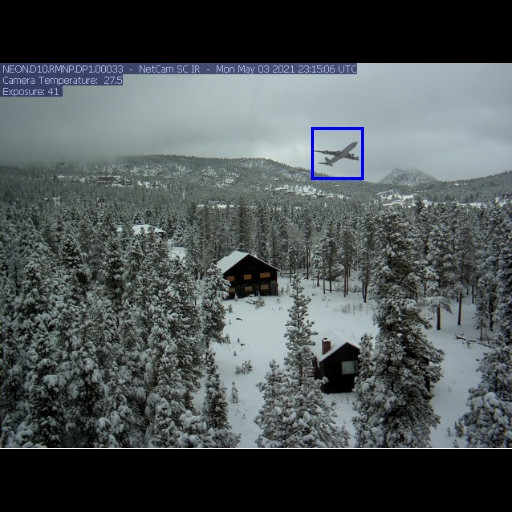 NEON.D10.RMNP.DP1.00033 - NetCam SC IR - Mon May 03 2021 23:15:06 UTC
Camera Temperature: 27.5
Exposure: 41